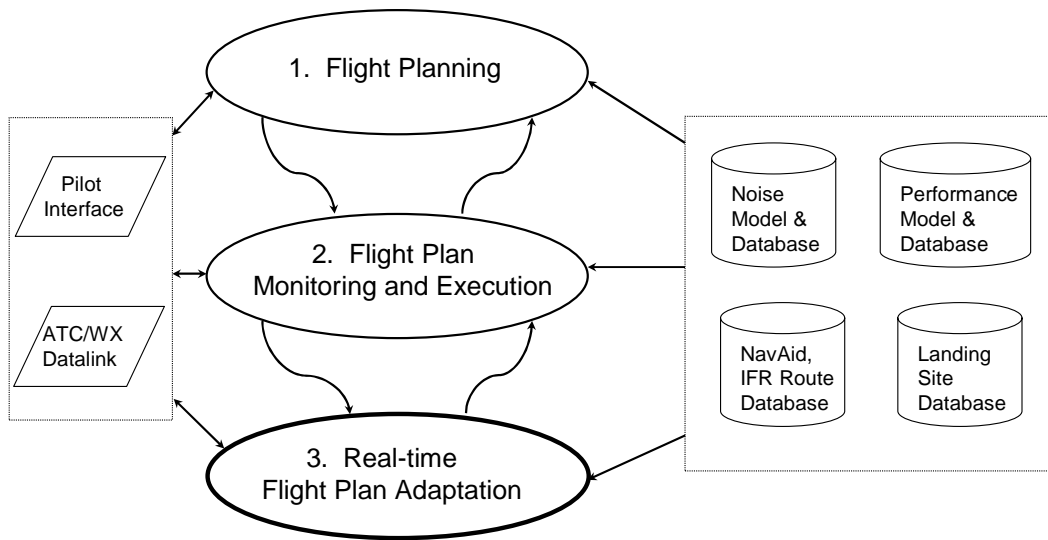 1. Flight Planning
Pilot
Interface
ATC/WX
Datalink
2. Flight Plan
Monitoring and Execution
3. Real-time
Flight Plan Adaptation
Noise
Model &
Database
Performance
Model &
Database
NavAid,
IFR Route
Database
Landing
Site
Database